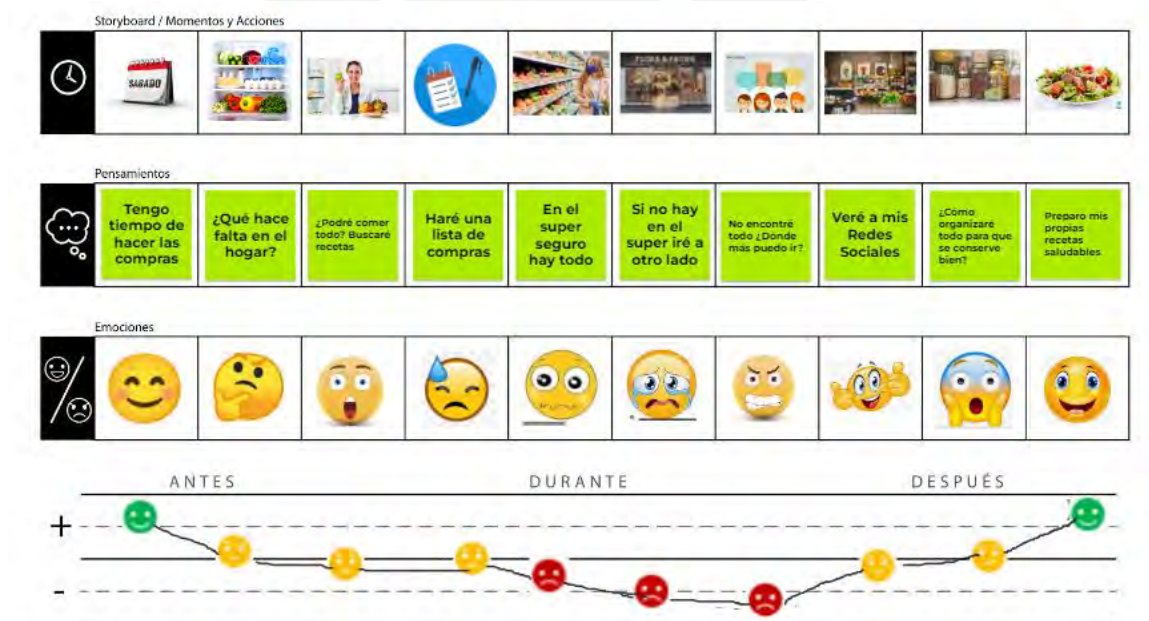 Storyboard / Momentos y Acciones
SABADO
Pensamientos
Tengo
tiempo de
hacer las
compras
¿Qué hace
falta en el
hogar?
¿Podré comer
todo? Buscaré
recetas
Haré una
lista de
compras
En el
super
seguro
hay todo
Si no hay
en el
super iré a
otro lado
No encontré
todo ¿Dónde
más puedo ir?
Veré a mis
Redes
Sociales
¿Cómo
organizare
todo para que
se conserve
bien?
Preparo mis
propias
recetas
saludables
Emociones
ANTES
DURANTE
DESPUÉS
+
-